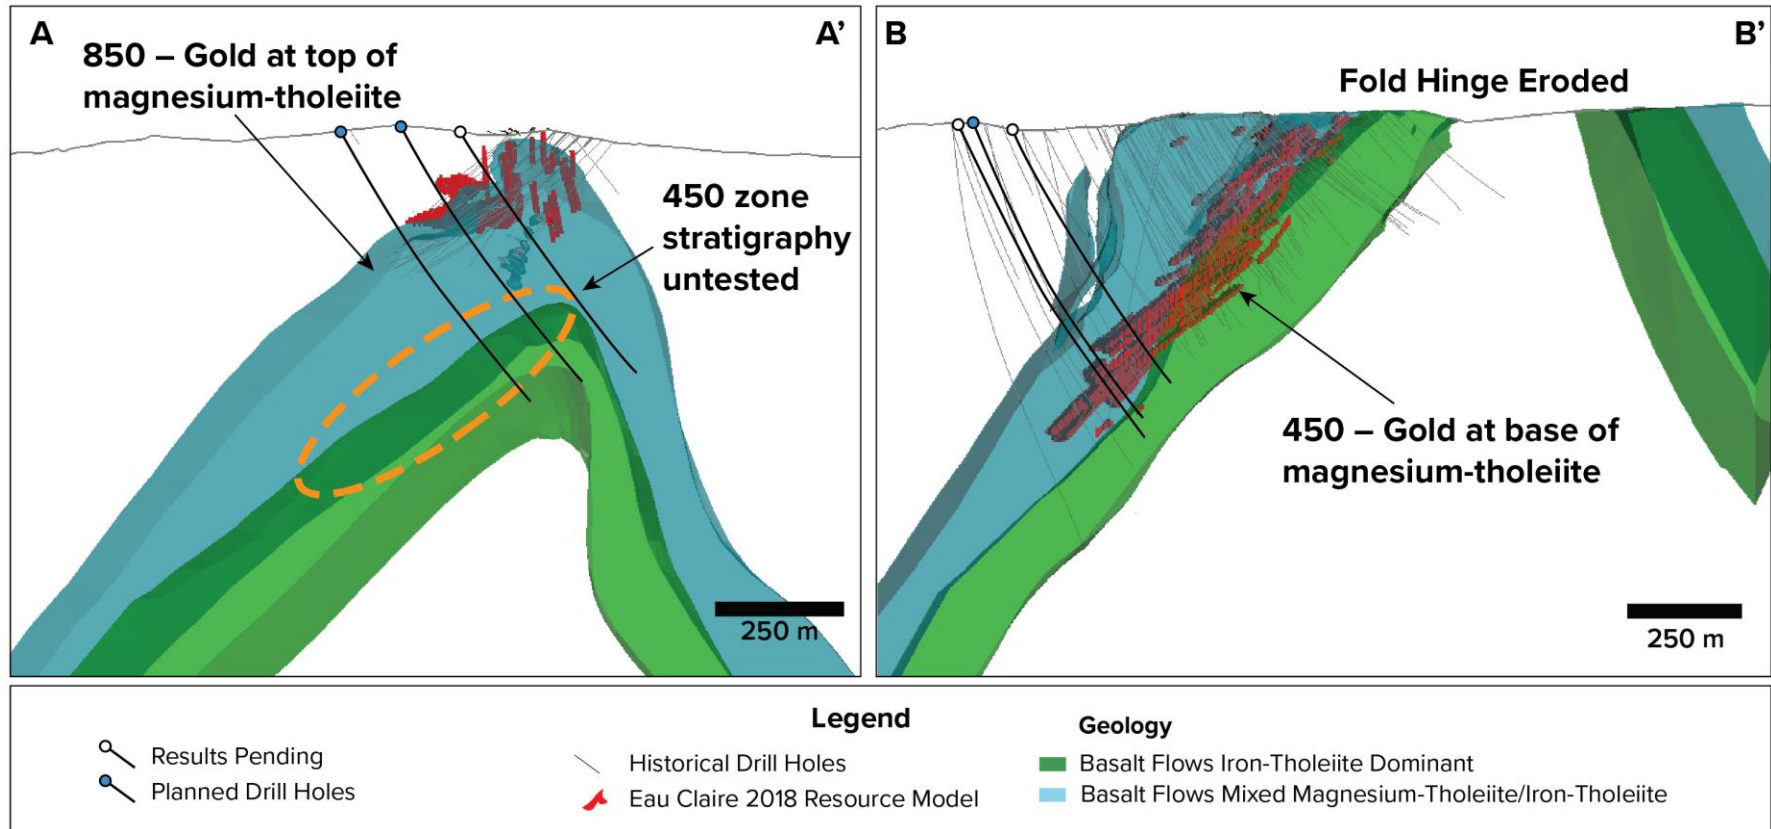 A
A’
850 – Gold at top of
magnesium-tholeiite
450 zone
stratigraphy
untested
250 m
B
B’
Fold Hinge Eroded
450 – Gold at base of
magnesium-tholeiite
250 m
Legend
Results Pending
Planned Drill Holes
Historical Drill Holes
Eau Claire 2018 Resource Model
Geology
Basalt Flows Iron-Tholeiite Dominant
Basalt Flows Mixed Magnesium-Tholeiite/Iron-Tholeiite